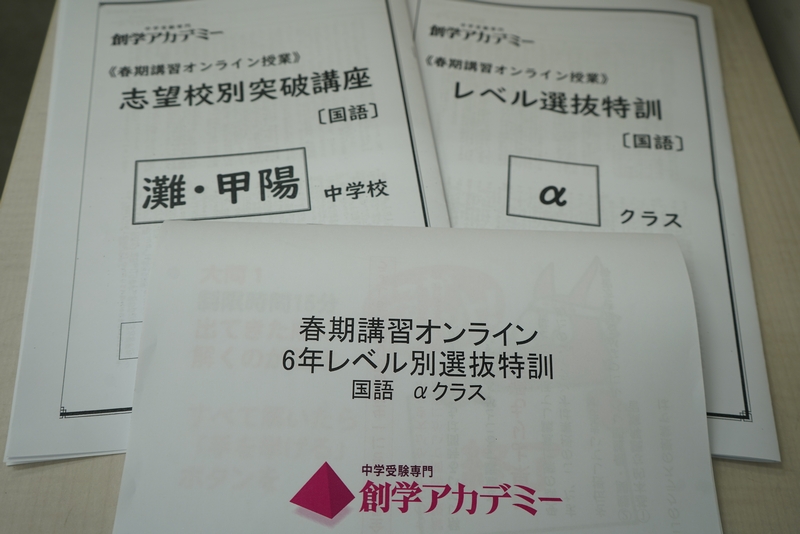 中学受験専門
創学アカデミー
《春期講習オンライン授業》
志望校別突破講座
〔国語〕
灘・甲陽 中学校
中学受験専門
創学アカデミー
《春期講習オンライン授業》
レベル選抜特訓
〔国語〕
α クラス
春期講習オンライン
6年レベル別選抜特訓
国語 αクラス
中学受験専門
創学アカデミー